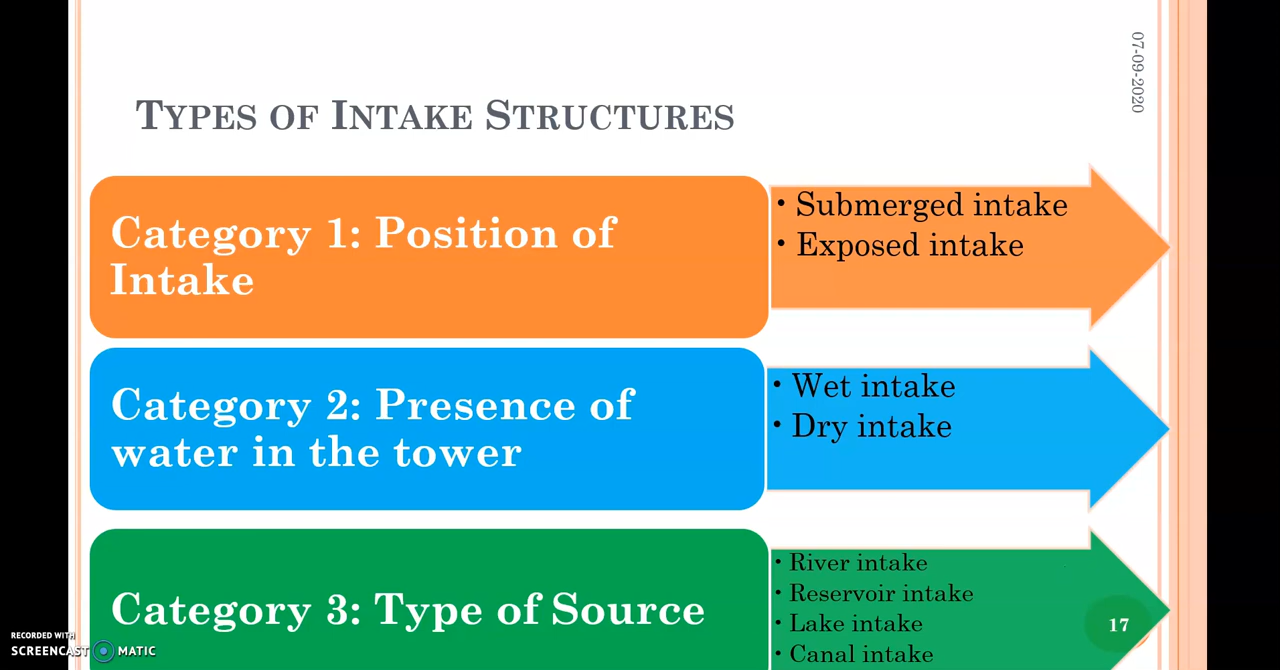 07-09-2020
TYPES OF INTAKE STRUCTURES
Category 1: Position of
Intake
• Submerged intake
• Exposed intake
Category 2: Presence of
water in the tower
• Wet intake
• Dry intake
Category 3: Type of Source
• River intake
• Reservoir intake
• Lake intake
• Canal intake
17
RECORDED WITH
SCREENCAST MATIC